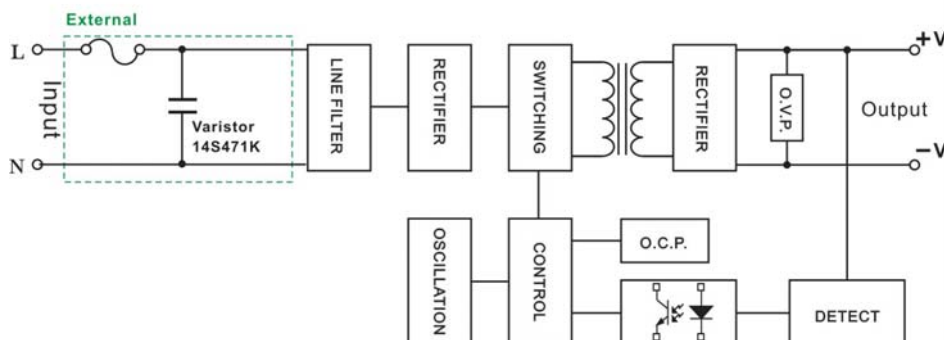 External
L
Input
N
Varistor
14S471K
LINE FILTER
RECTIFIER
SWITCHING
RECTIFIER
O.V.P.
+V
Output
−V
OSCILLATION
CONTROL
O.C.P.
DETECT